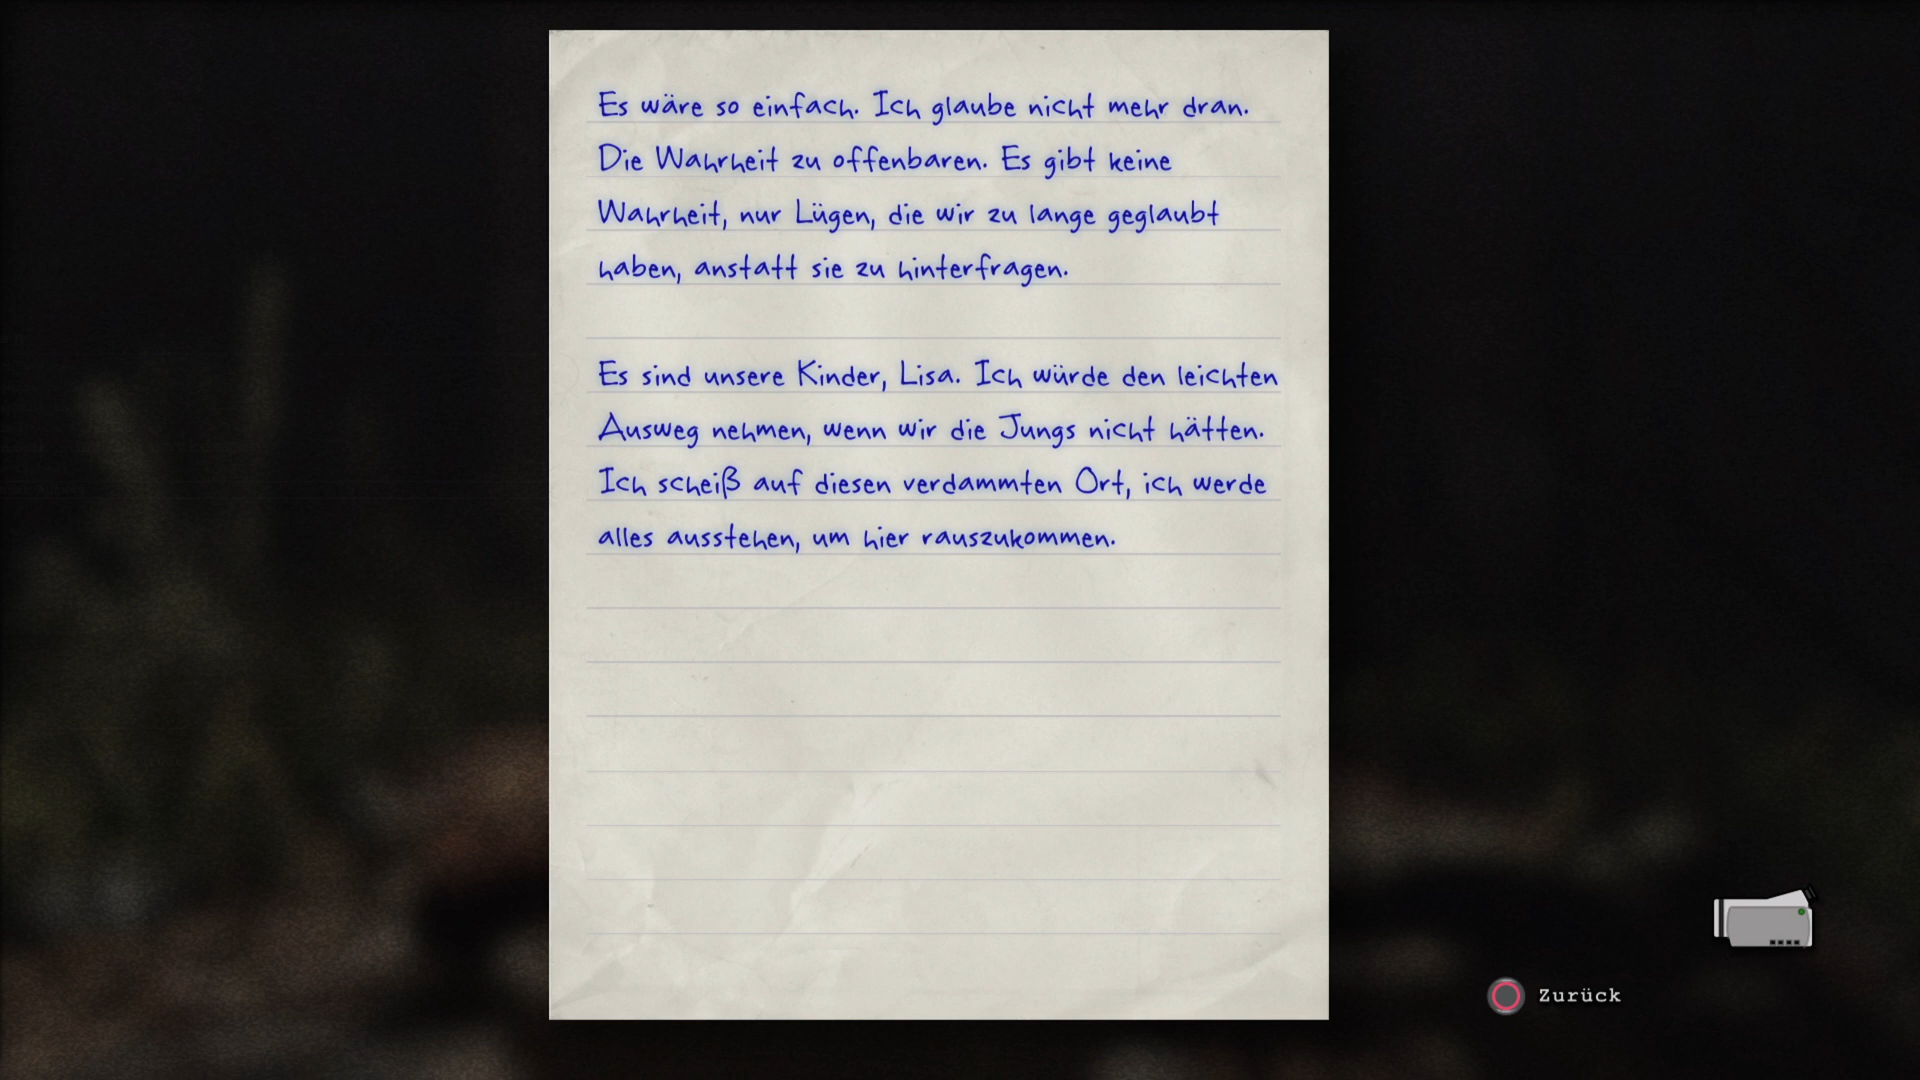 Es wäre so einfach. Ich glaube nicht mehr dran.
Die Wahrheit zu offenbaren. Es gibt keine
Wahrheit, nur Lügen, die wir zu lange geglaubt
haben, anstatt sie zu hinterfragen.
Es sind unsere Kinder, Lisa. Ich würde den leichten
Ausweg nehmen, wenn wir die Jungs nicht hätten.
Ich scheiß auf diesen verdammten Ort, ich werde
alles ausstehen, um hier rauszukommen.
Zurück